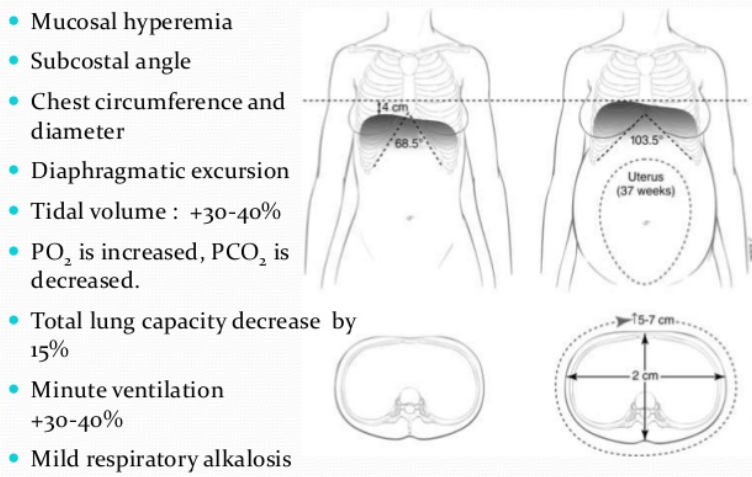 Mucosal hyperemia
Subcostal angle
Chest circumference and
diameter
Diaphragmatic excursion
Tidal volume : +30-40%
PO₂ is increased, PCO₂ is
decreased.
Total lung capacity decrease by
15%
Minute ventilation
+30-40%
Mild respiratory alkalosis
↕4 cm
68.5°
103.5°
Uterus
(37 weeks)
↑5-7 cm
2 cm